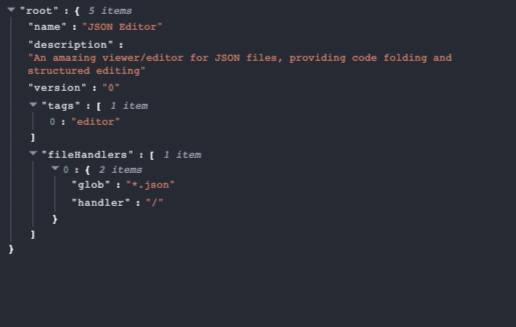 "root" : { 5 items
"name" : "JSON Editor"
"description" :
"An amazing viewer/editor for JSON files, providing code folding and
structured editing"
"version" : "0"
"tags" : [ 1 item
0 : "editor"
]
"fileHandlers" : [ 1 item
0 : { 2 items
"glob" : "*.json"
"handler" : "/"
}
]
}